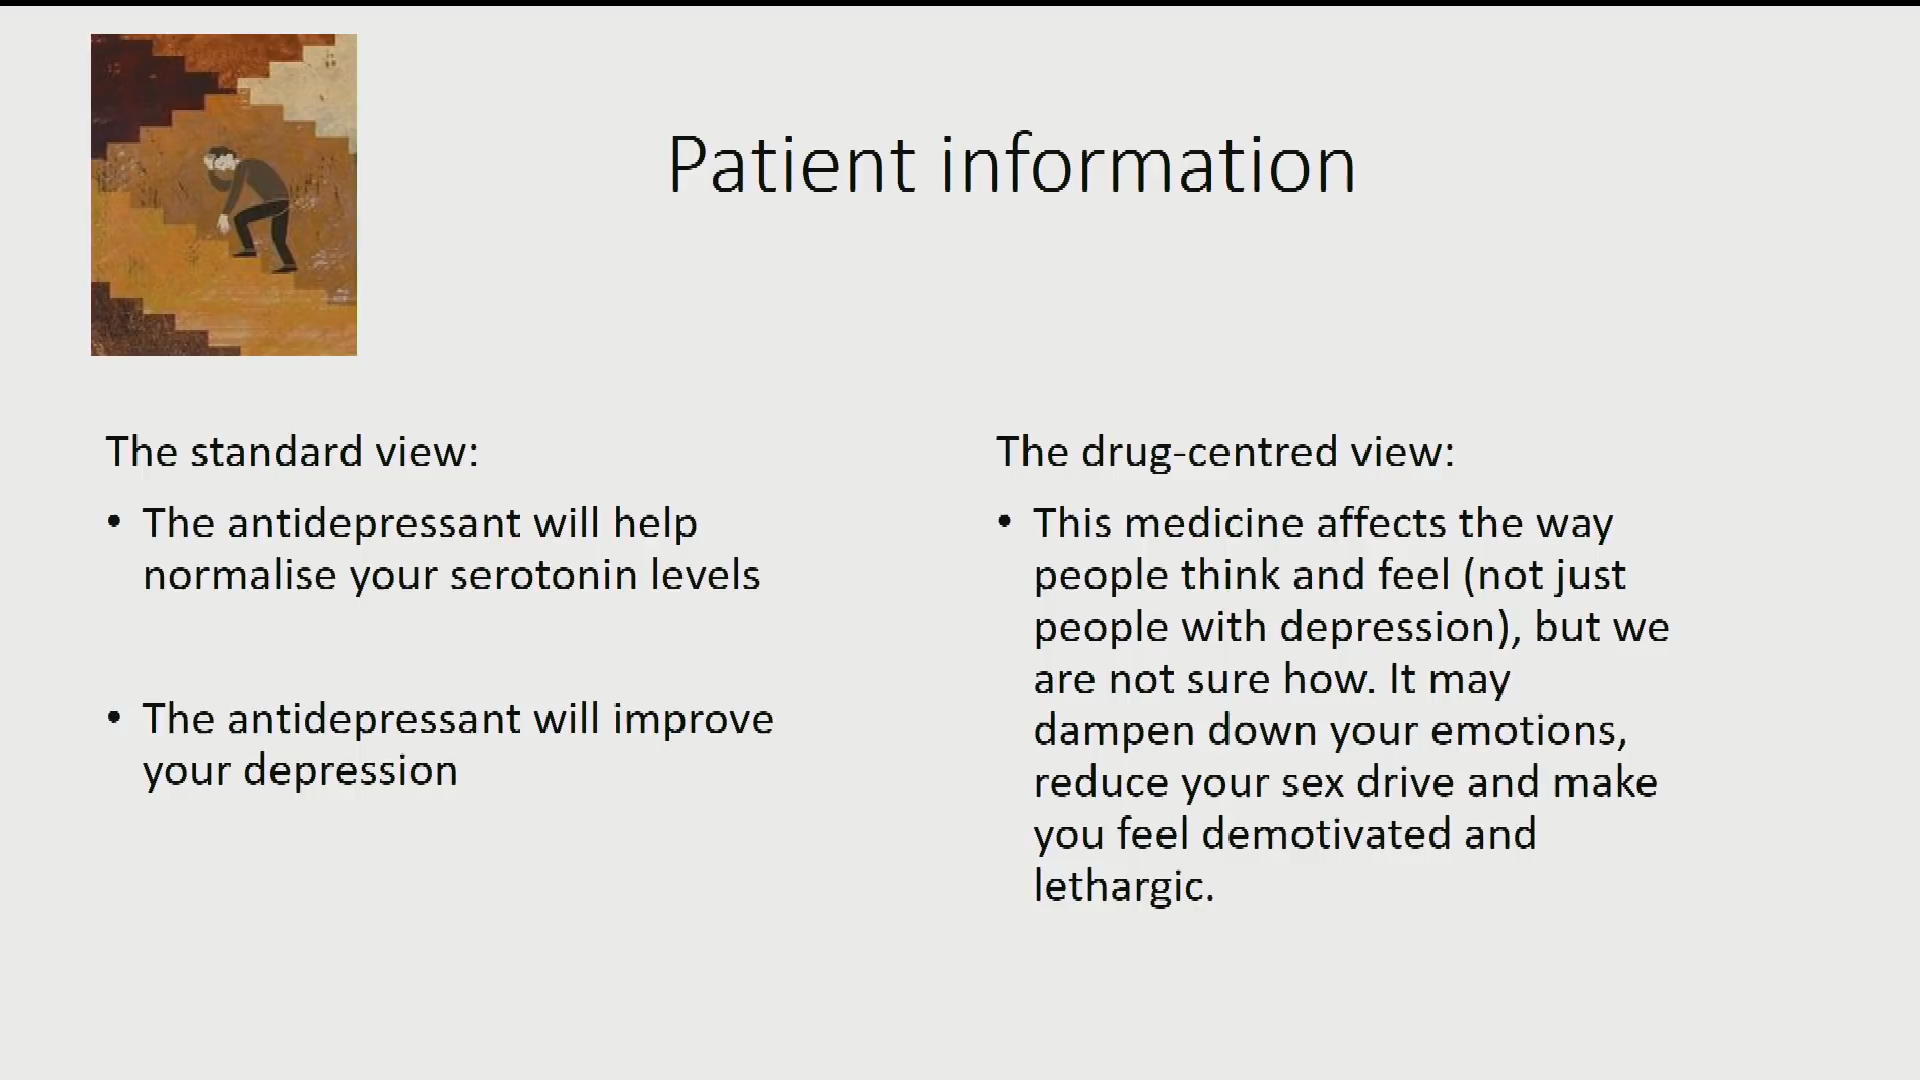 Patient information
The standard view:
• The antidepressant will help
normalise your serotonin levels
• The antidepressant will improve
your depression
The drug-centred view:
• This medicine affects the way
people think and feel (not just
people with depression), but we
are not sure how. It may
dampen down your emotions,
reduce your sex drive and make
you feel demotivated and
lethargic.